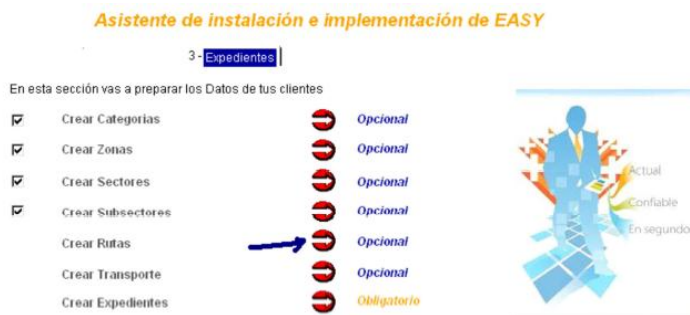 Asistente de instalación e implementación de EASY
3 - Expedientes
En esta sección vas a preparar los Datos de tus clientes
Crear Categorias Opcional
Crear Zonas Opcional
Crear Sectores Opcional
Crear Subsectores Opcional
Crear Rutas Opcional
Crear Transporte Opcional
Crear Expedientes Obligatorio
Actual
Confiable
En segundo